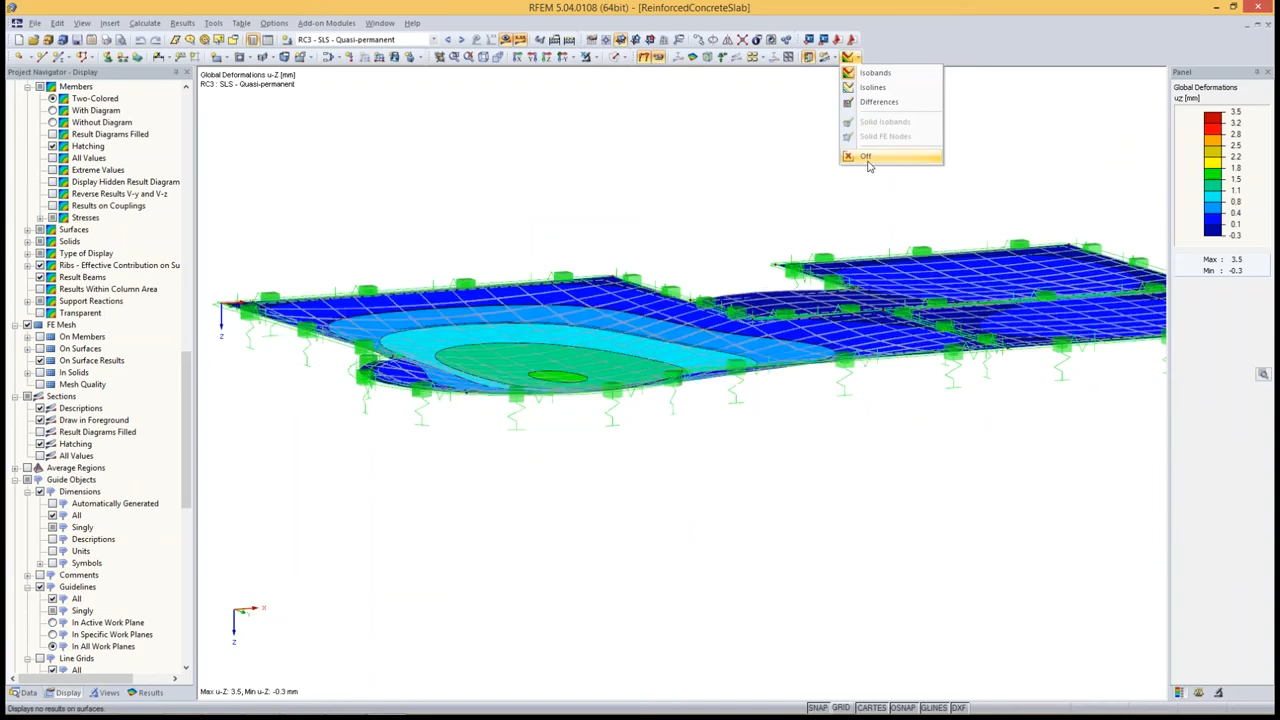 RFEM 5.04.0108 (64bit) - [ReinforcedConcreteSlab]
File Edit View Insert Calculate Results Tools Table Options Add-on Modules Window Help
RC3 - SLS - Quasi-permanent
Project Navigator - Display
Members
Two-Colored
With Diagram
Without Diagram
Result Diagrams Filled
Hatching
All Values
Extreme Values
Display Hidden Result Diagram
Reverse Results V-y and V-z
Results on Couplings
Stresses
Surfaces
Solids
Type of Display
Ribs - Effective Contribution on Su
Result Beams
Results Within Column Area
Support Reactions
Transparent
FE Mesh
On Members
On Surfaces
On Surface Results
In Solids
Mesh Quality
Sections
Descriptions
Draw in Foreground
Result Diagrams Filled
Hatching
All Values
Average Regions
Guide Objects
Dimensions
Automatically Generated
All
Singly
Descriptions
Units
Symbols
Comments
Guidelines
All
Singly
In Active Work Plane
In Specific Work Planes
In All Work Planes
Line Grids
All
Data Display Views Results
Displays no results on surfaces.
Global Deformations u-Z [mm]
RC3 : SLS - Quasi-permanent
Isobands
Isolines
Differences
Solid Isobands
Solid FE Nodes
Off
Z
X
Z
Max u-Z: 3.5, Min u-Z: -0.3 mm
Panel
Global Deformations
uZ [mm]
3.5
3.2
2.8
2.5
2.2
1.8
1.5
1.1
0.8
0.4
-0.3
Max : 3.5
Min : -0.3
SNAP GRID CARTES OSNAP GLINES DXF